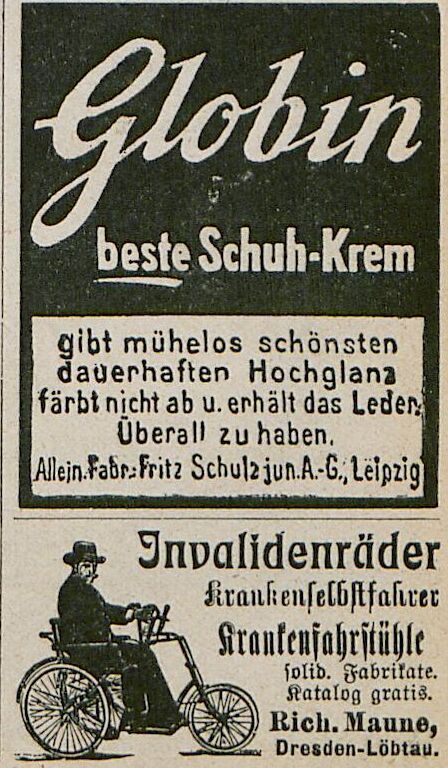 Globin
beste Schuh-Krem
gibt mühelos schönsten
dauerhaften Hochglanz
färbt nicht ab u. erhält das Leder.
Überall zu haben.
Allein. Fabr.: Fritz Schulz jun. A.-G., Leipzig
Invalidenräder
Krankenselbstfahrer
Krankenfahrstühle
solid. Fabrikate.
Katalog gratis.
Rich. Maune,
Dresden-Löbtau.